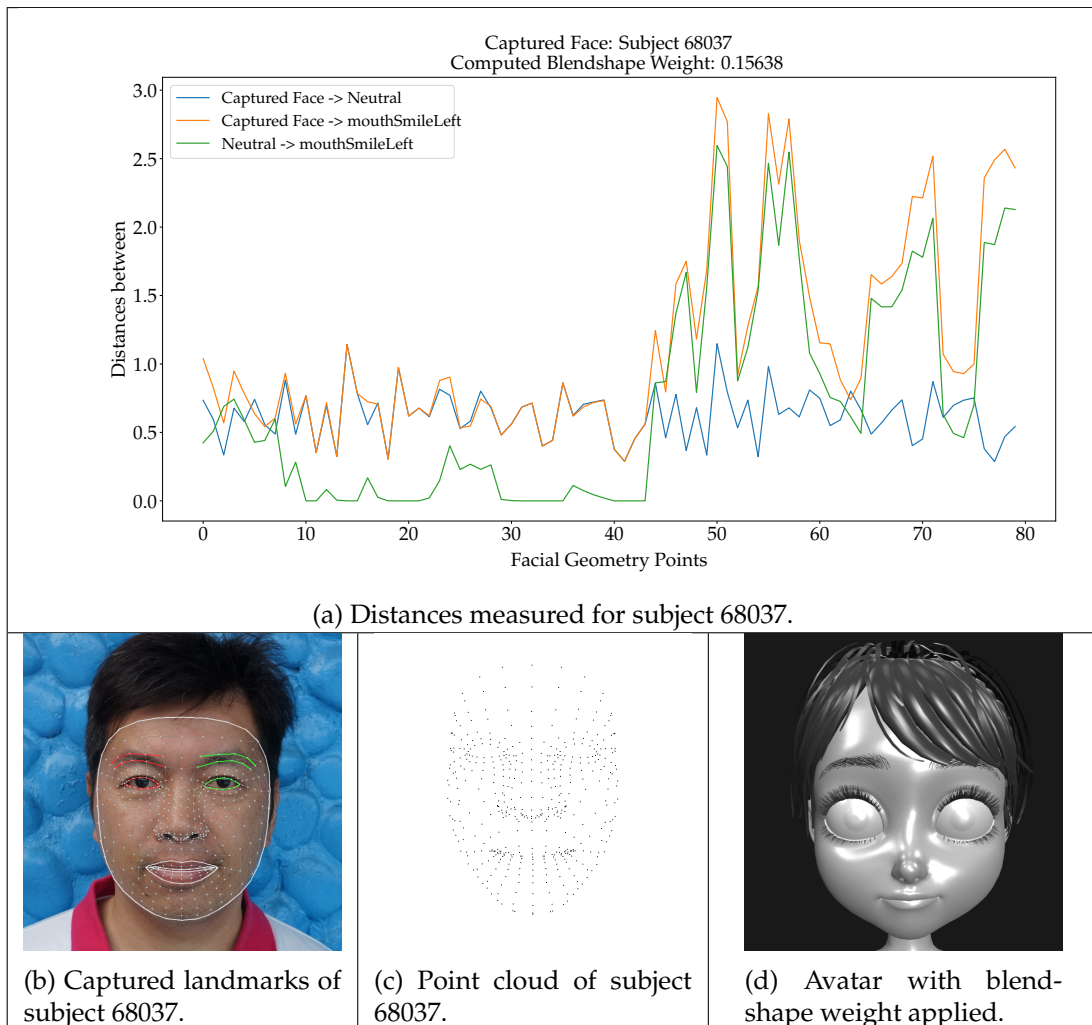 Captured Face: Subject 68037
Computed Blendshape Weight: 0.15638
3.0
2.5
2.0
1.5
1.0
0.5
0.0
Distances between
Captured Face -> Neutral
Captured Face -> mouthSmileLeft
Neutral -> mouthSmileLeft
0 10 20 30 40 50 60 70 80
Facial Geometry Points
(a) Distances measured for subject 68037.
(b) Captured landmarks of
subject 68037.
(c) Point cloud of subject
68037.
(d) Avatar with blend-
shape weight applied.